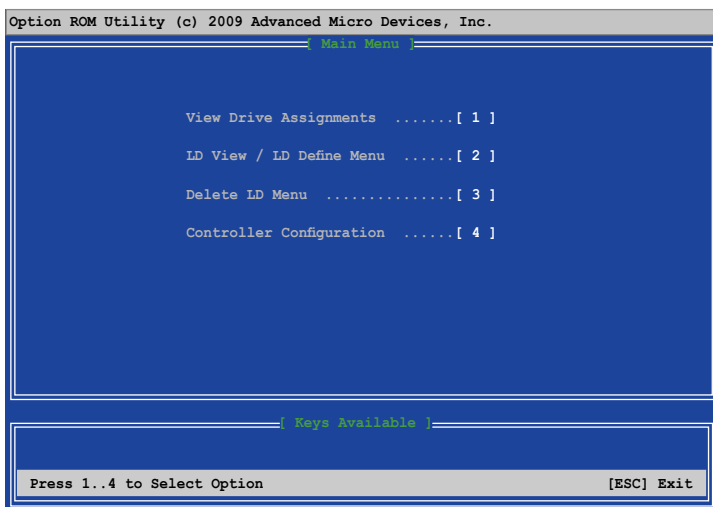 Option ROM Utility (c) 2009 Advanced Micro Devices, Inc.
[ Main Menu ]
View Drive Assignments .......[ 1 ]
LD View / LD Define Menu ......[ 2 ]
Delete LD Menu ...............[ 3 ]
Controller Configuration ......[ 4 ]
[ Keys Available ]
Press 1..4 to Select Option [ESC] Exit